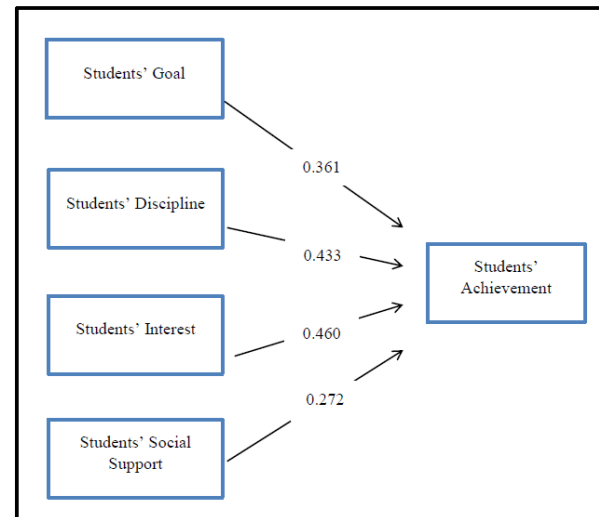 Students’ Goal
0.361
Students’ Discipline
0.433
Students’
Achievement
Students’ Interest
0.460
0.272
Students’ Social
Support